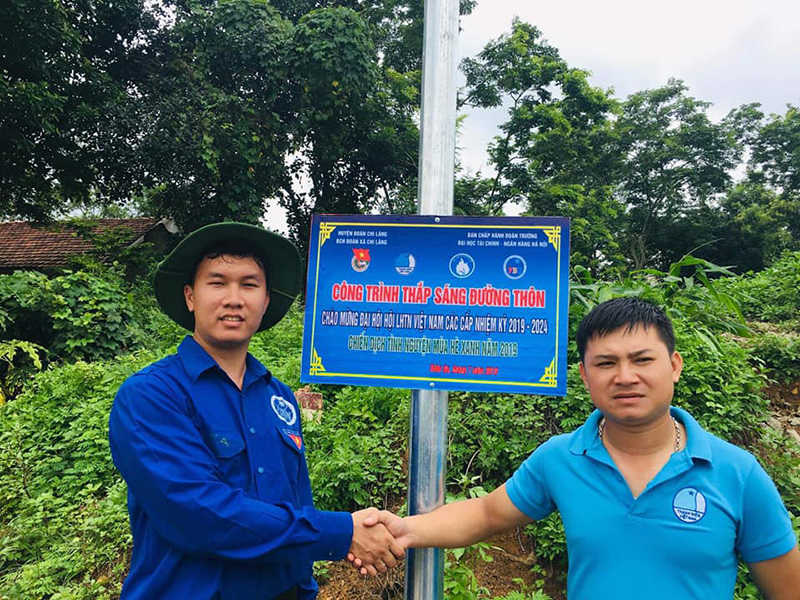 HUYỆN ĐOÀN CHI LĂNG
BCH ĐOÀN XÃ CHI LĂNG
BAN CHẤP HÀNH ĐOÀN TRƯỜNG
ĐẠI HỌC TÀI CHÍNH - NGÂN HÀNG HÀ NỘI
CÔNG TRÌNH THẮP SÁNG ĐƯỜNG THÔN
CHÀO MỪNG ĐẠI HỘI HỘI LHTN VIỆT NAM CÁC CẤP NHIỆM KỲ 2019 - 2024
CHIẾN DỊCH TÌNH NGUYỆN MÙA HÈ XANH NĂM 2019